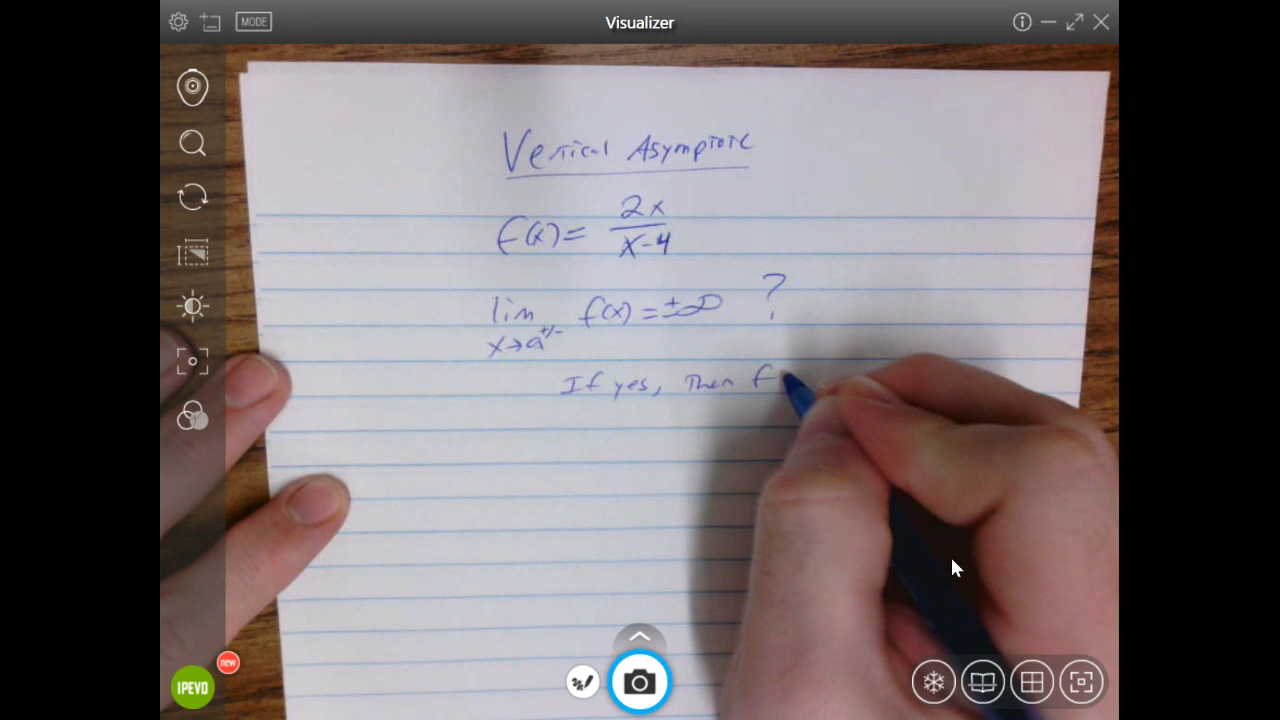 MODE
Visualizer
Vertical Asymptote
f(x) = 2x / x-4
lim f(x) = ±∞ ?
x→a+/-
If yes, Then f
new
IPEVO